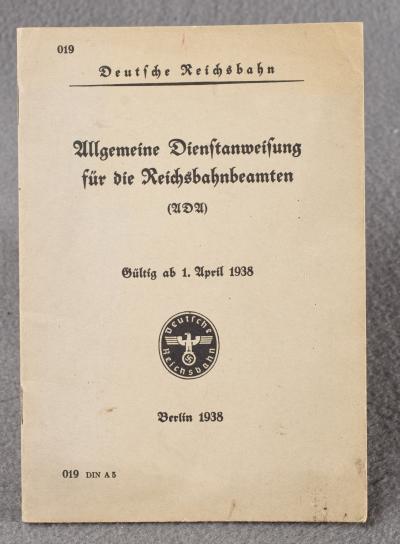 019
Deutsche Reichsbahn
Allgemeine Dienstanweisung
für die Reichsbahnbeamten
(ADA)
Gültig ab 1. April 1938
Deutsche
Reichsbahn
Berlin 1938
019 DIN A 5